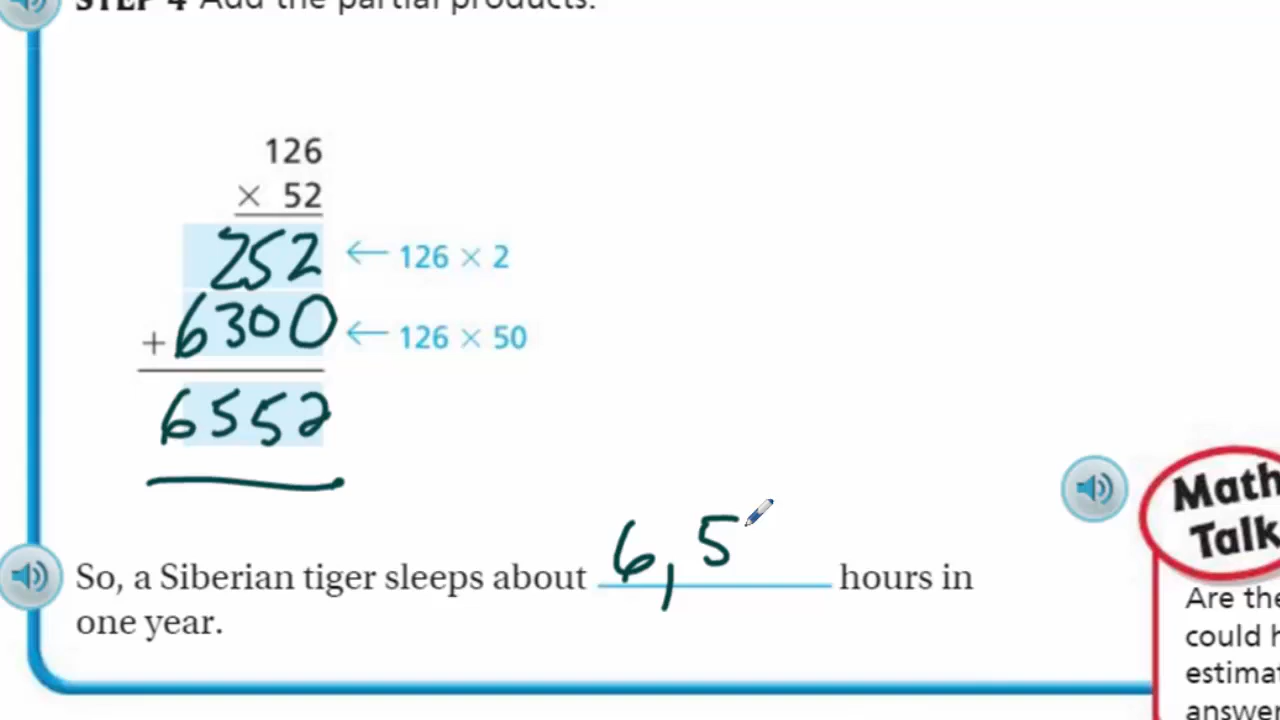 STEP 4 Add the partial products.
126
× 52
252 ← 126 × 2
+ 6300 ← 126 × 50
6552
So, a Siberian tiger sleeps about 6,5 hours in
one year.
Math
Talk
Are the
could h
estimat
answer